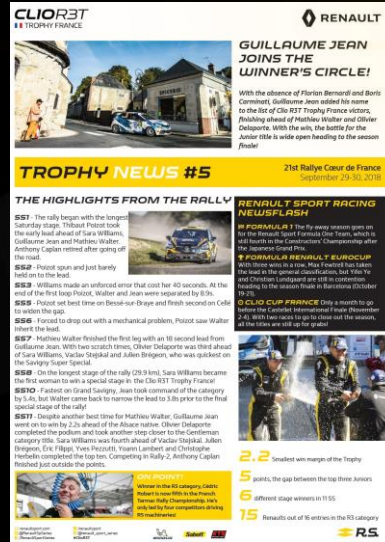 CLIO R3T
TROPHY FRANCE
RENAULT
GUILLAUME JEAN
JOINS THE
WINNER'S CIRCLE!
With the absence of Florian Bernardi and Boris
Carminati, Guillaume Jean added his name
to the list of Clio R3T Trophy France victors,
finishing ahead of Mathieu Walter and Olivier
Delaporte. With the win, the battle for the
Junior title is wide open heading to the season
finale!
TROPHY NEWS #5
21st Rallye Cœur de France
September 29-30, 2018
THE HIGHLIGHTS FROM THE RALLY
SS1 - The rally began with the longest
Saturday stage. Thibault Poizot took
the early lead ahead of Sara Williams,
Guillaume Jean and Mathieu Walter.
Anthony Caplan retired after going off
the road.
SS2 - Poizot spun and just barely
held on to the lead.
SS3 - Williams made an unforced error that cost her 40 seconds. At the
end of the first loop Poizot, Walter and Jean were separated by 8.9s.
SS5 - Poizot set best time on Bessé-sur-Braye and finish second on Cellé
to widen the gap.
SS6 - Forced to drop out with a mechanical problem, Poizot saw Walter
inherit the lead.
SS7 - Mathieu Walter finished the first leg with an 18 second lead from
Guillaume Jean. With two scratch times, Olivier Delaporte was third ahead
of Sara Williams, Vaclav Stejskal and Julien Brégeon, who was quickest on
the Savigny Super Special.
SS8 - On the longest stage of the rally (29.9 km), Sara Williams became
the first woman to win a special stage in the Clio R3T Trophy France!
SS10 - Fastest on Savigny, Jean took command of the category
by 5.4s, but Walter came back to narrow the lead to 3.8s prior to the final
special stage of the rally!
SS11 - Despite another best time for Mathieu Walter, Guillaume Jean
went on to win by 2.2s ahead of the Alsace native. Olivier Delaporte
completed the podium and took another step closer to the Gentleman
category title. Sara Williams was fourth ahead of Vaclav Stejskal. Julien
Brégeon, Eric Filippi, Yves Pezzutti, Yoann Lambert and Christophe
Herbelin completed the top ten. Competing in Rally-2, Anthony Caplan
finished just outside the points.
ON POINT!
Winner in the R3 category, Cédric
Robert is now fifth in the French
Tarmac Rally Championship. He's
only led by four competitors driving
R5 machineries!
RENAULT SPORT RACING
NEWSFLASH
FORMULA 1 The fly-away season goes on
for the Renault Sport Formula One Team, which is
still fourth in the Constructors' Championship after
the Japanese Grand Prix.
FORMULA RENAULT EUROCUP
With three wins in a row, Max Fewtrell has taken
the lead in the general classification, but Yifei Ye
and Christian Lundgaard are still in contention
heading to the season finale in Barcelona (October
19-21).
CLIO CUP FRANCE Only a month to go
before the Castellet International Finale (November
2-4). With two races to go to close out the season,
all the titles are still up for grabs!
2.2 Smallest win margin of the Trophy
5 points, the gap between the top three Juniors
6 different stage winners in 11 SS
15 Renaults out of 16 entries in the R3 category
R.S.